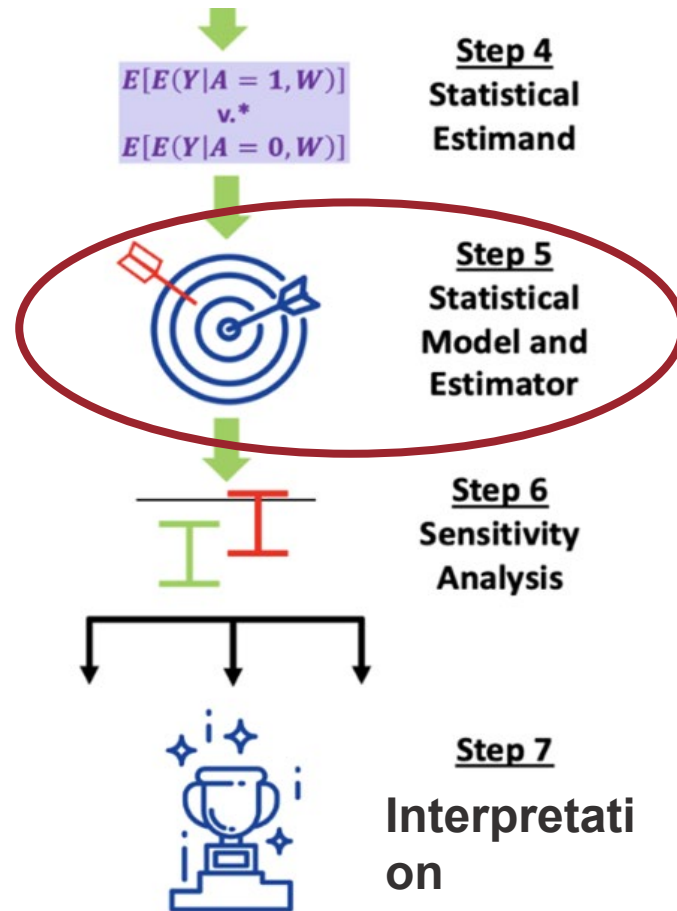 E[E(Y|A = 1, W)]
v.*
E[E(Y|A = 0, W)]
Step 4
Statistical
Estimand
Step 5
Statistical
Model and
Estimator
Step 6
Sensitivity
Analysis
Step 7
Interpretati
on